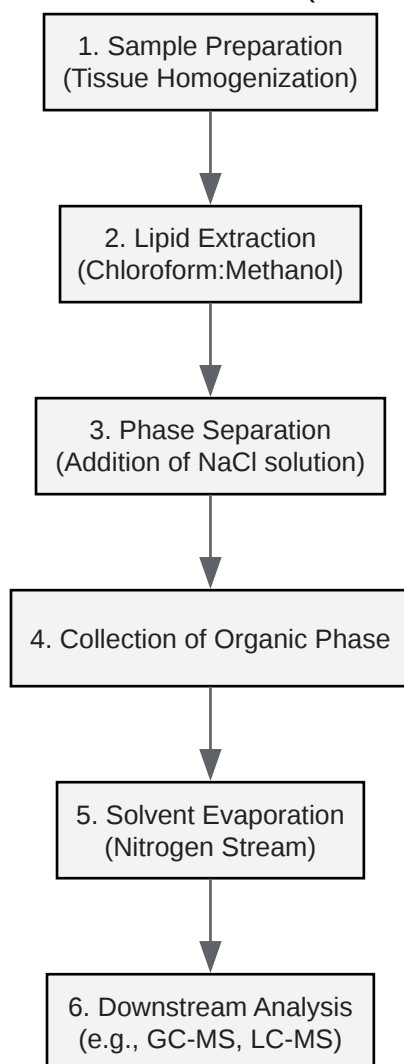 1. Sample Preparation
(Tissue Homogenization)
2. Lipid Extraction
(Chloroform:Methanol)
3. Phase Separation
(Addition of NaCl solution)
4. Collection of Organic Phase
5. Solvent Evaporation
(Nitrogen Stream)
6. Downstream Analysis
(e.g., GC-MS, LC-MS)